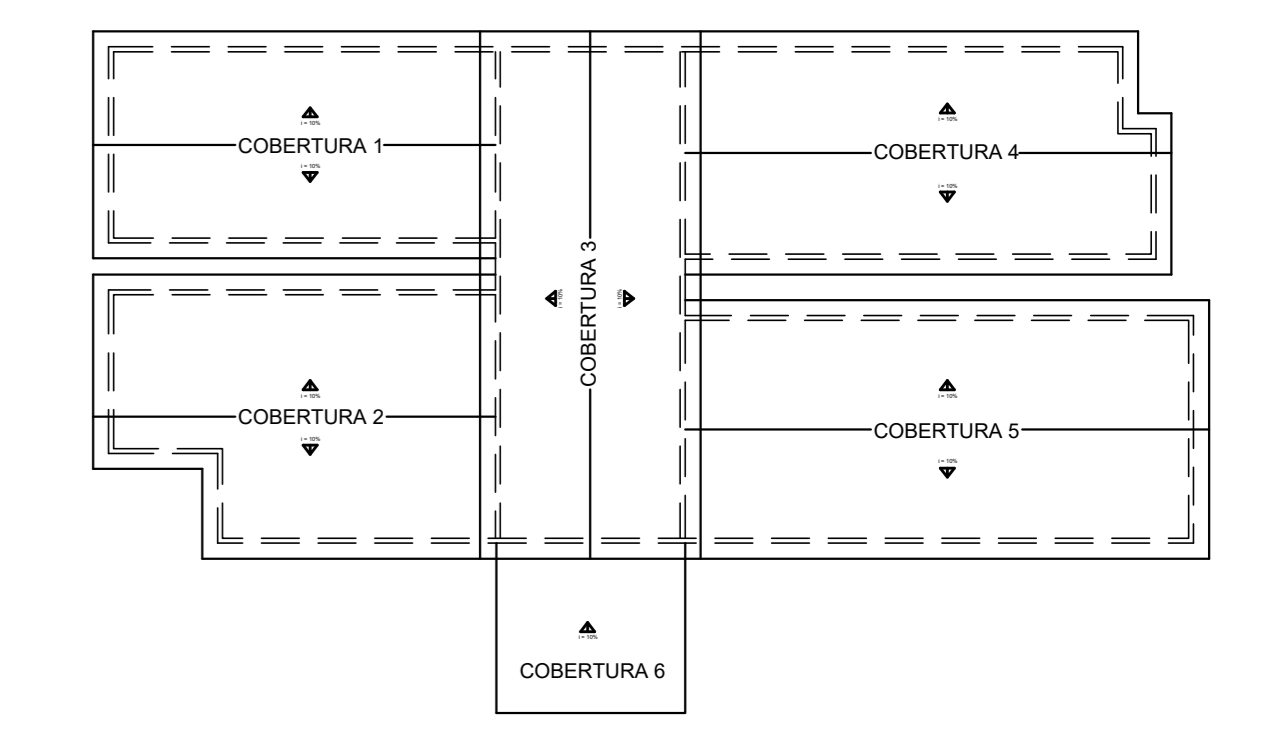 i = 10%
COBERTURA 1
i = 10%
i = 10%
COBERTURA 4
i = 10%
COBERTURA 3
i = 10%
i = 10%
i = 10%
COBERTURA 2
i = 10%
i = 10%
COBERTURA 5
i = 10%
i = 10%
COBERTURA 6